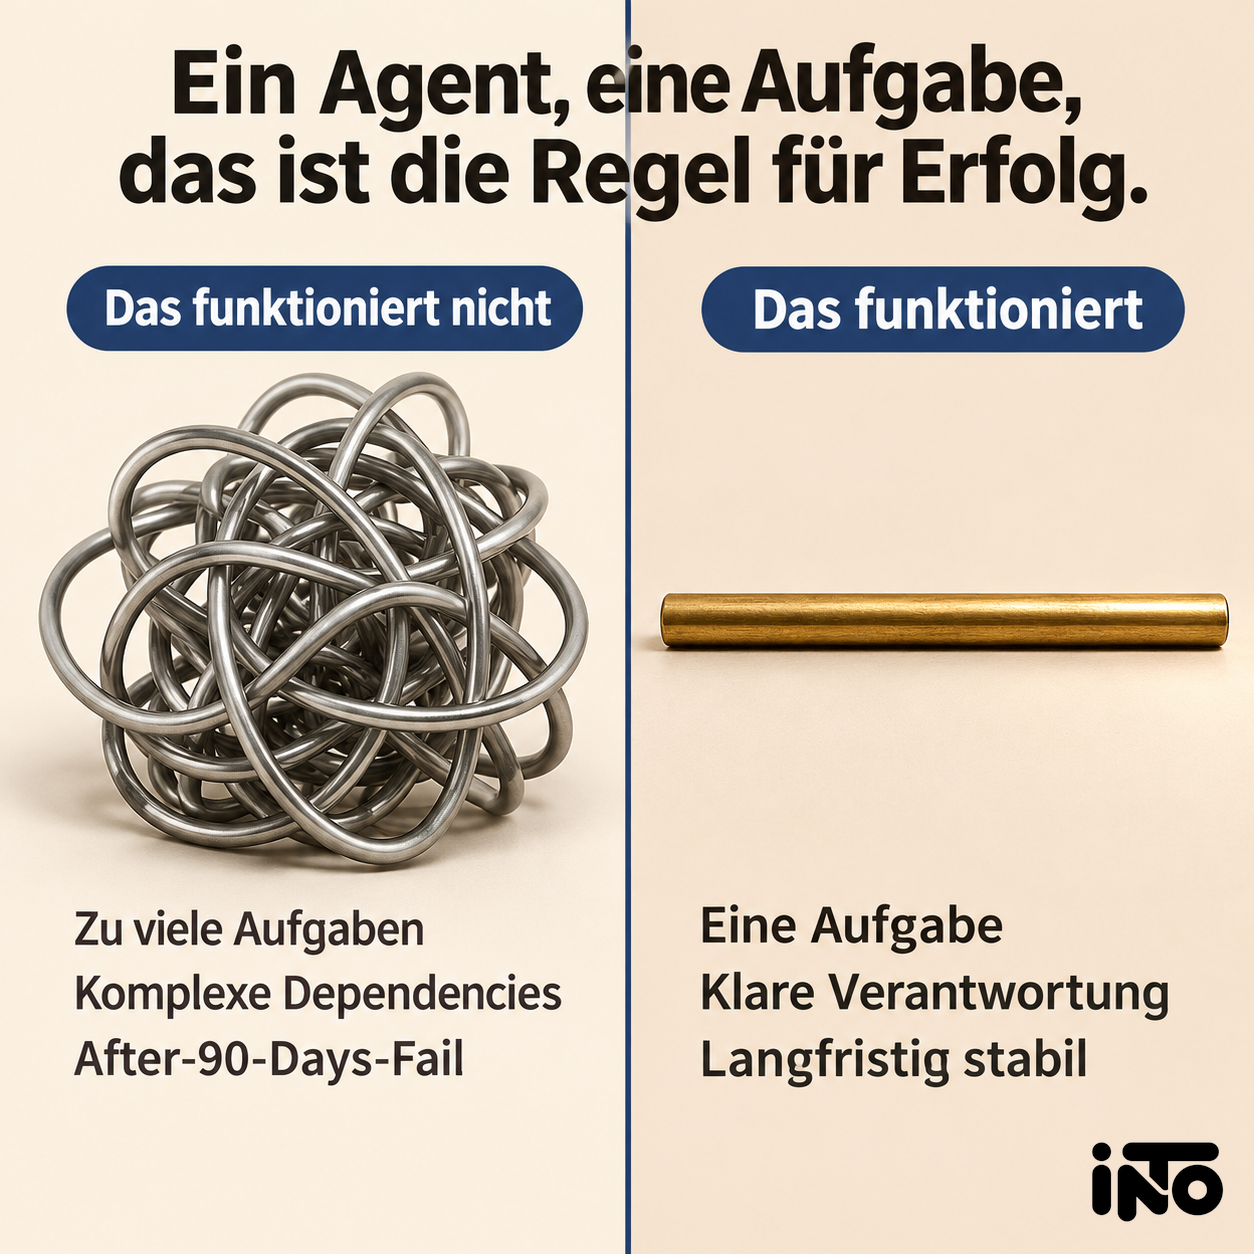 Ein Agent, eine Aufgabe,
das ist die Regel für Erfolg.
Das funktioniert nicht
Zu viele Aufgaben
Komplexe Dependencies
After-90-Days-Fail
Das funktioniert
Eine Aufgabe
Klare Verantwortung
Langfristig stabil
iNTO